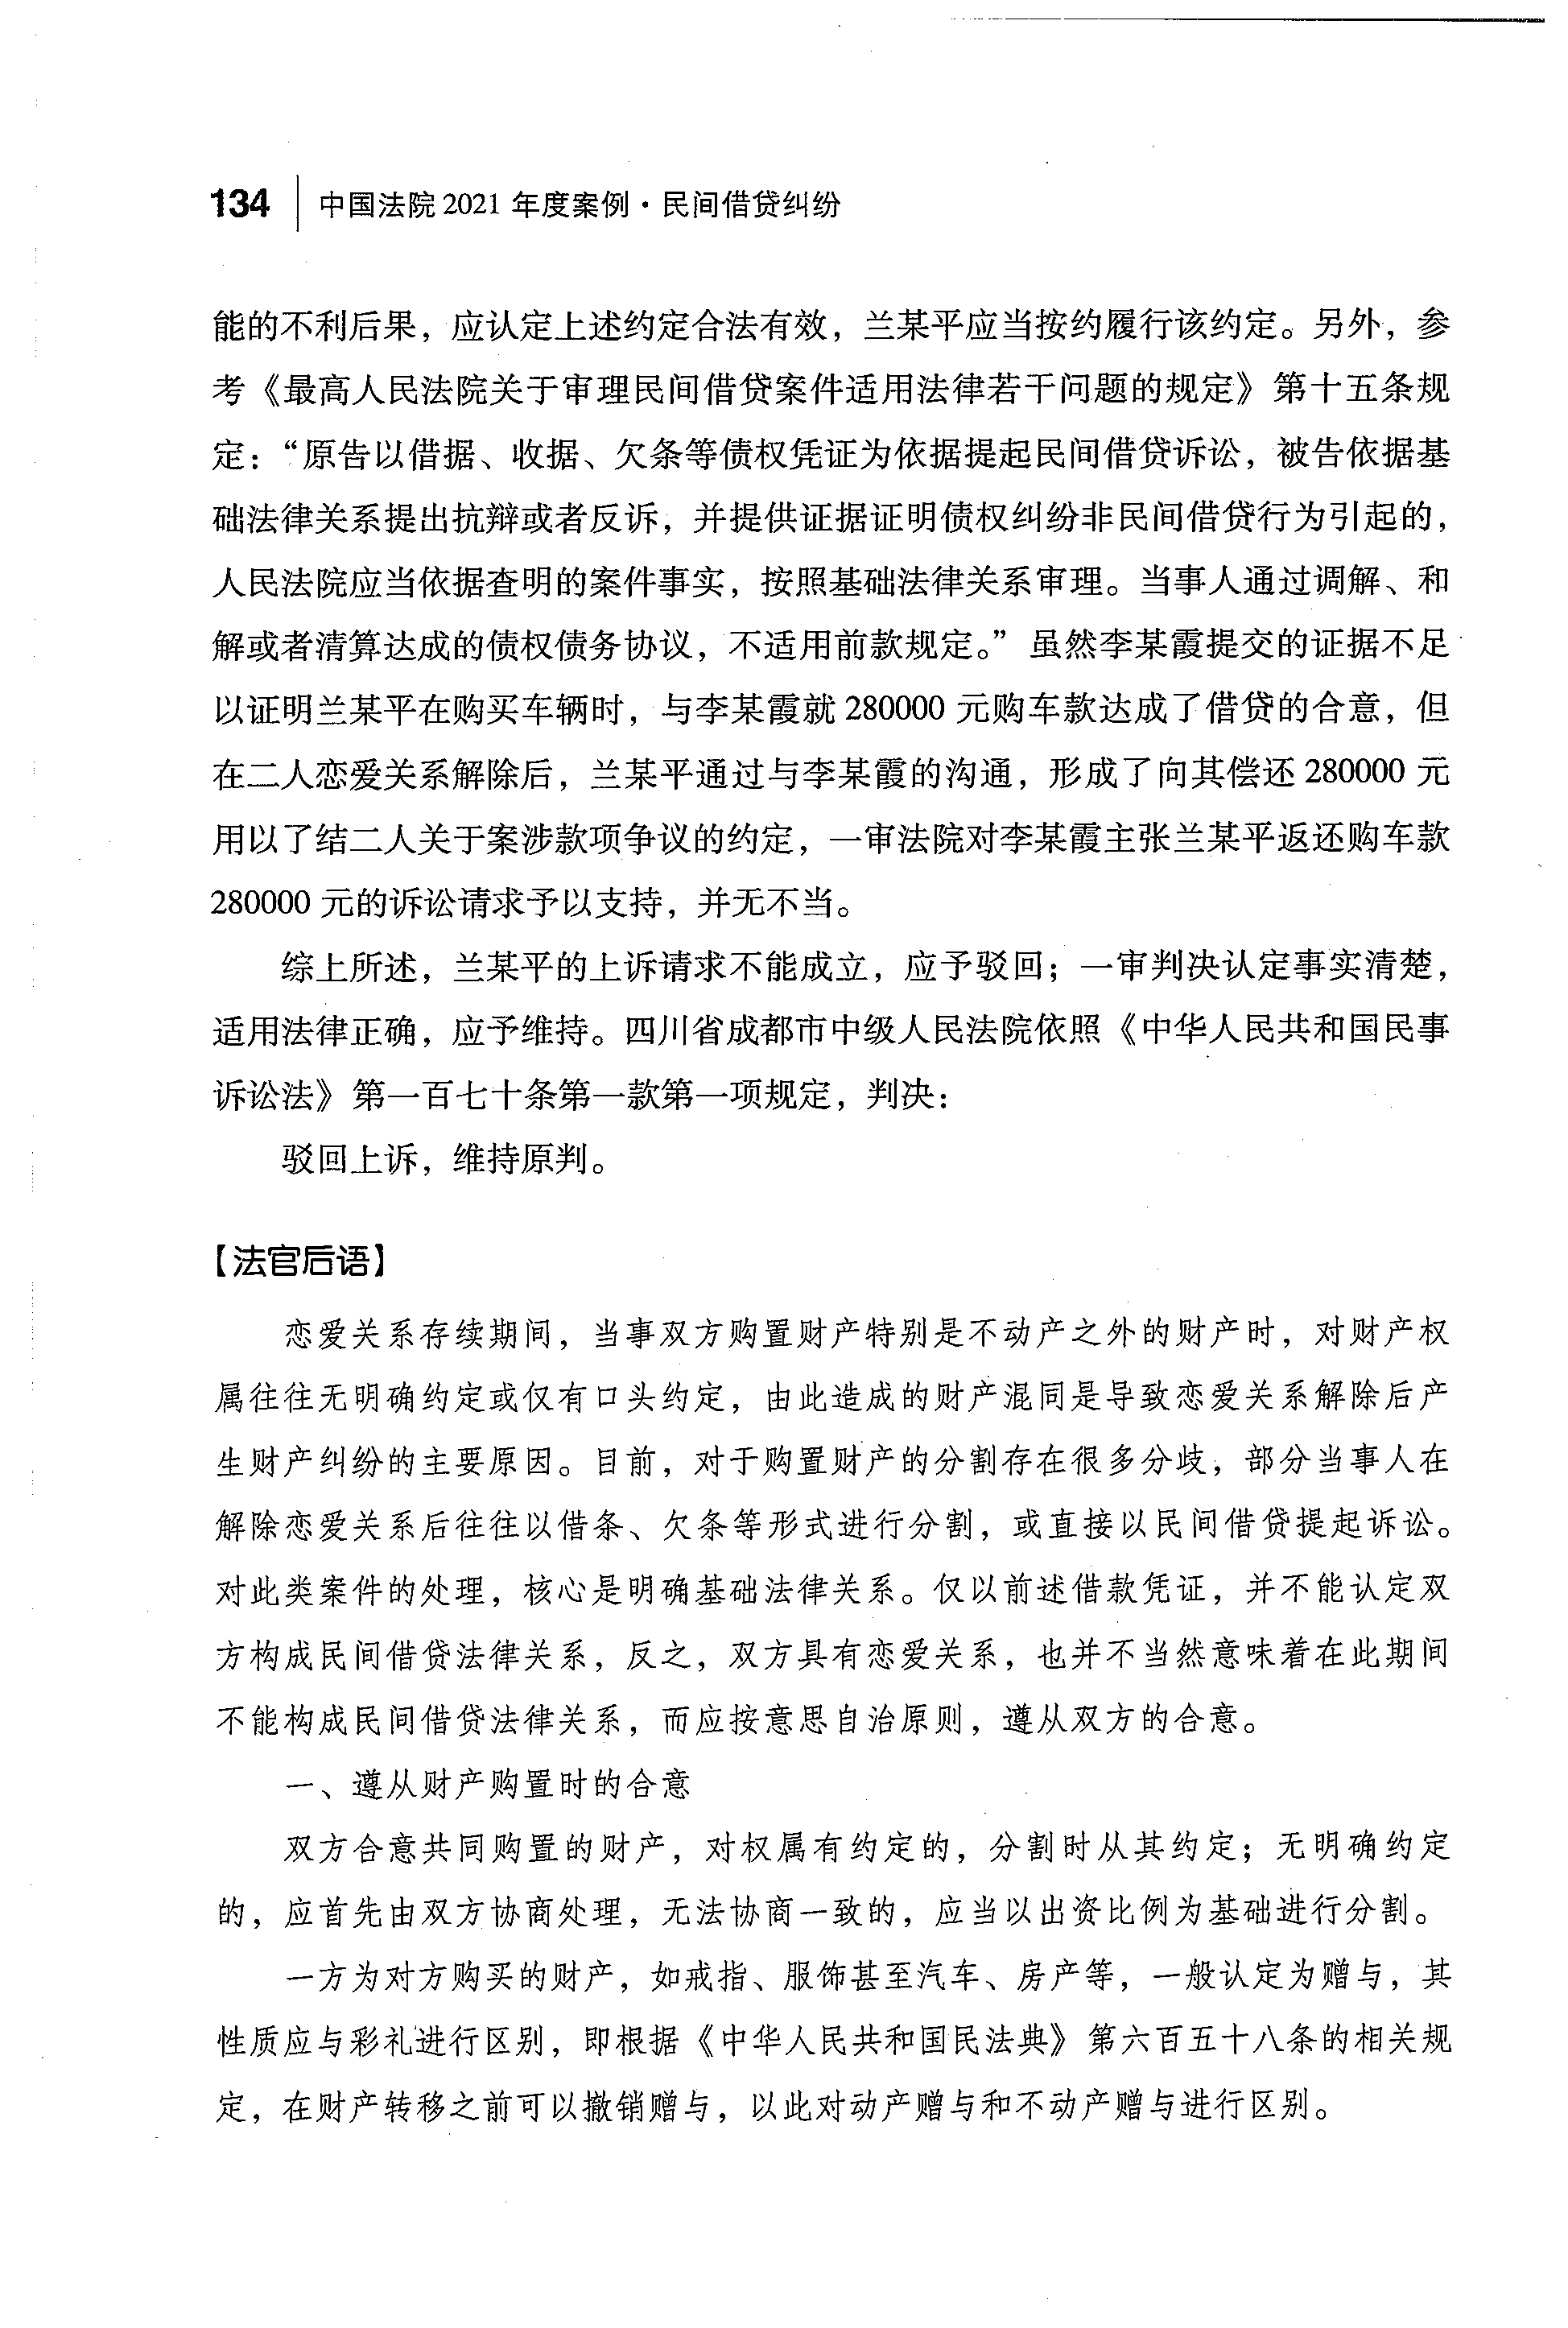 134 中国法院2021年度案例·民间借贷纠纷
能的不利后果，应认定上述约定合法有效，兰某平应当按约履行该约定。另外，参
考《最高人民法院关于审理民间借贷案件适用法律若干问题的规定》第十五条规
定：“原告以借据、收据、欠条等债权凭证为依据提起民间借贷诉讼，被告依据基
础法律关系提出抗辩或者反诉，并提供证据证明债权纠纷非民间借贷行为引起的，
人民法院应当依据查明的案件事实，按照基础法律关系审理。当事人通过调解、和
解或者清算达成的债权债务协议，不适用前款规定。”虽然李某霞提交的证据不足
以证明兰某平在购买车辆时，与李某霞就280000元购车款达成了借贷的合意，但
在二人恋爱关系解除后，兰某平通过与李某霞的沟通，形成了向其偿还280000元
用以了结二人关于案涉款项争议的约定，一审法院对李某霞主张兰某平返还购车款
280000元的诉讼请求予以支持，并无不当。
综上所述，兰某平的上诉请求不能成立，应予驳回；一审判决认定事实清楚，
适用法律正确，应予维持。四川省成都市中级人民法院依照《中华人民共和国民事
诉讼法》第一百七十条第一款第一项规定，判决：
驳回上诉，维持原判。
【法官后语】
恋爱关系存续期间，当事双方购置财产特别是不动产之外的财产时，对财产权
属往往无明确约定或仅有口头约定，由此造成的财产混同是导致恋爱关系解除后产
生财产纠纷的主要原因。目前，对于购置财产的分割存在很多分歧，部分当事人在
解除恋爱关系后往往以借条、欠条等形式进行分割，或直接以民间借贷提起诉讼。
对此类案件的处理，核心是明确基础法律关系。仅以前述借款凭证，并不能认定双
方构成民间借贷法律关系，反之，双方具有恋爱关系，也并不当然意味着在此期间
不能构成民间借贷法律关系，而应按意思自治原则，遵从双方的合意。
一、遵从财产购置时的合意
双方合意共同购置的财产，对权属有约定的，分割时从其约定；无明确约定
的，应首先由双方协商处理，无法协商一致的，应当以出资比例为基础进行分割。
一方为对方购买的财产，如戒指、服饰甚至汽车、房产等，一般认定为赠与，其
性质应与彩礼进行区别，即根据《中华人民共和国民法典》第六百五十八条的相关规
定，在财产转移之前可以撤销赠与，以此对动产赠与和不动产赠与进行区别。